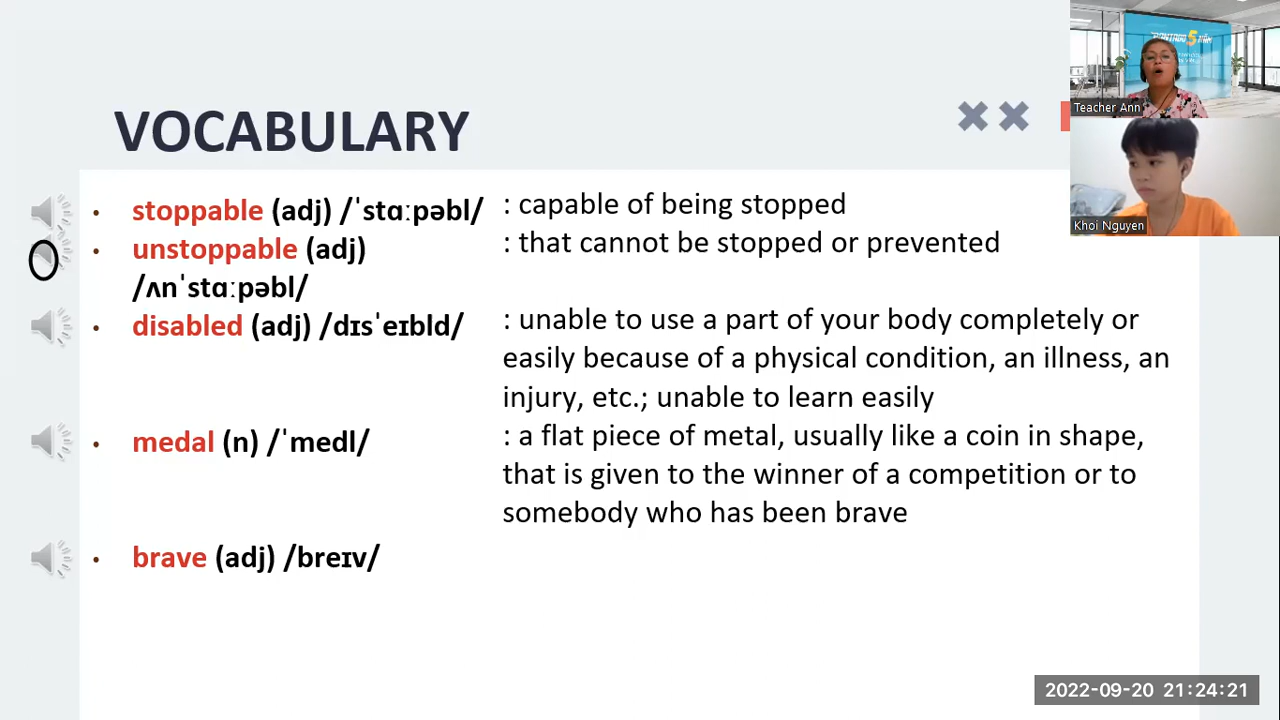 VOCABULARY
stoppable (adj) /ˈstɑːpəbl/ : capable of being stopped
unstoppable (adj) : that cannot be stopped or prevented
/ʌnˈstɑːpəbl/
disabled (adj) /dɪsˈeɪbld/ : unable to use a part of your body completely or
easily because of a physical condition, an illness, an
injury, etc.; unable to learn easily
medal (n) /ˈmedl/ : a flat piece of metal, usually like a coin in shape,
that is given to the winner of a competition or to
somebody who has been brave
brave (adj) /breɪv/
5
Teacher Ann
Khoi Nguyen
2022-09-20 21:24:21